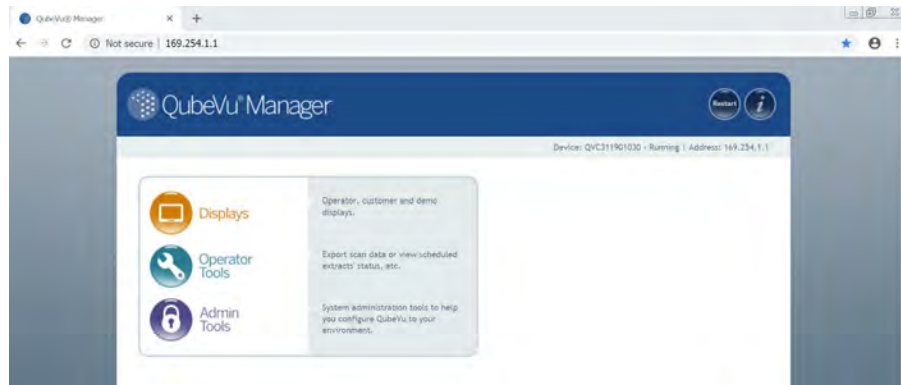 QubeVu® Manager
Not secure | 169.254.1.1
QubeVu® Manager
Restart
i
Device: QVC311901030 - Running | Address: 169.254.1.1
Displays
Operator, customer and demo
displays.
Operator
Tools
Export scan data or view scheduled
extracts' status, etc.
Admin
Tools
System administration tools to help
you configure QubeVu to your
environment.